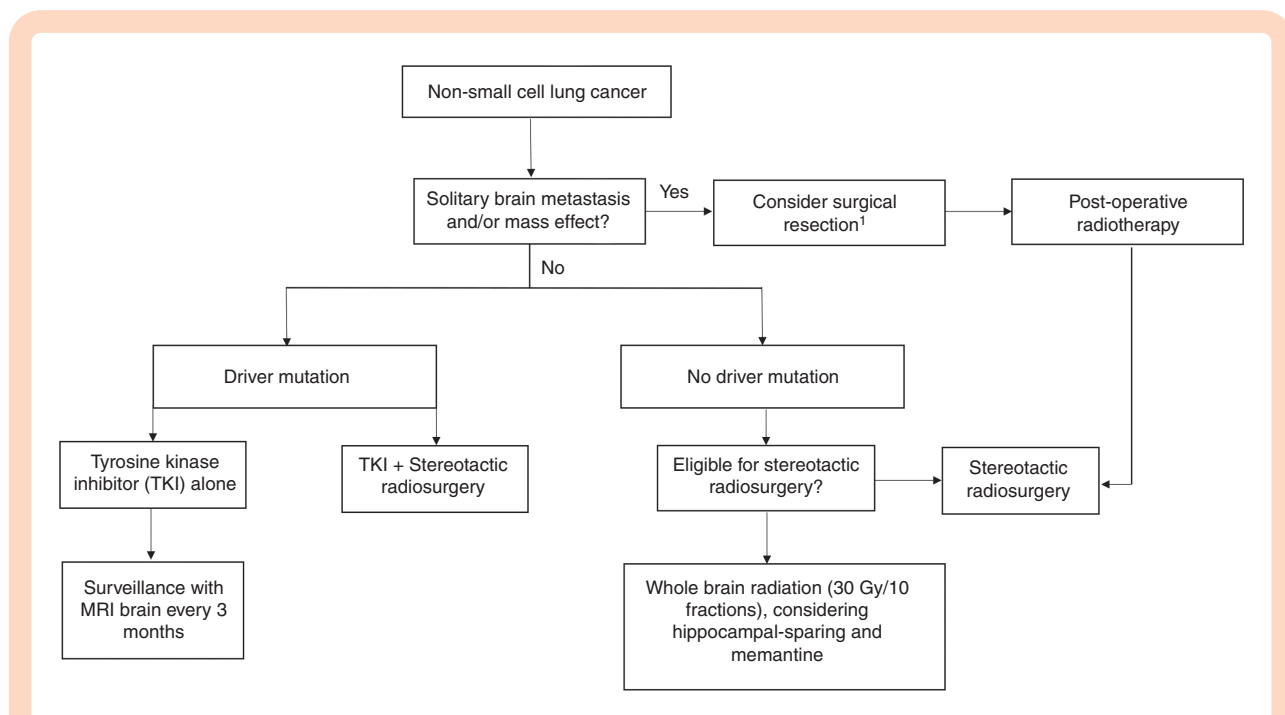 Non-small cell lung cancer
Solitary brain metastasis
and/or mass effect?
Yes
Consider surgical
resection1
Post-operative
radiotherapy
No
Driver mutation
No driver mutation
Tyrosine kinase
inhibitor (TKI) alone
TKI + Stereotactic
radiosurgery
Eligible for stereotactic
radiosurgery?
Stereotactic
radiosurgery
Surveillance with
MRI brain every 3
months
Whole brain radiation (30 Gy/10
fractions), considering
hippocampal-sparing and
memantine